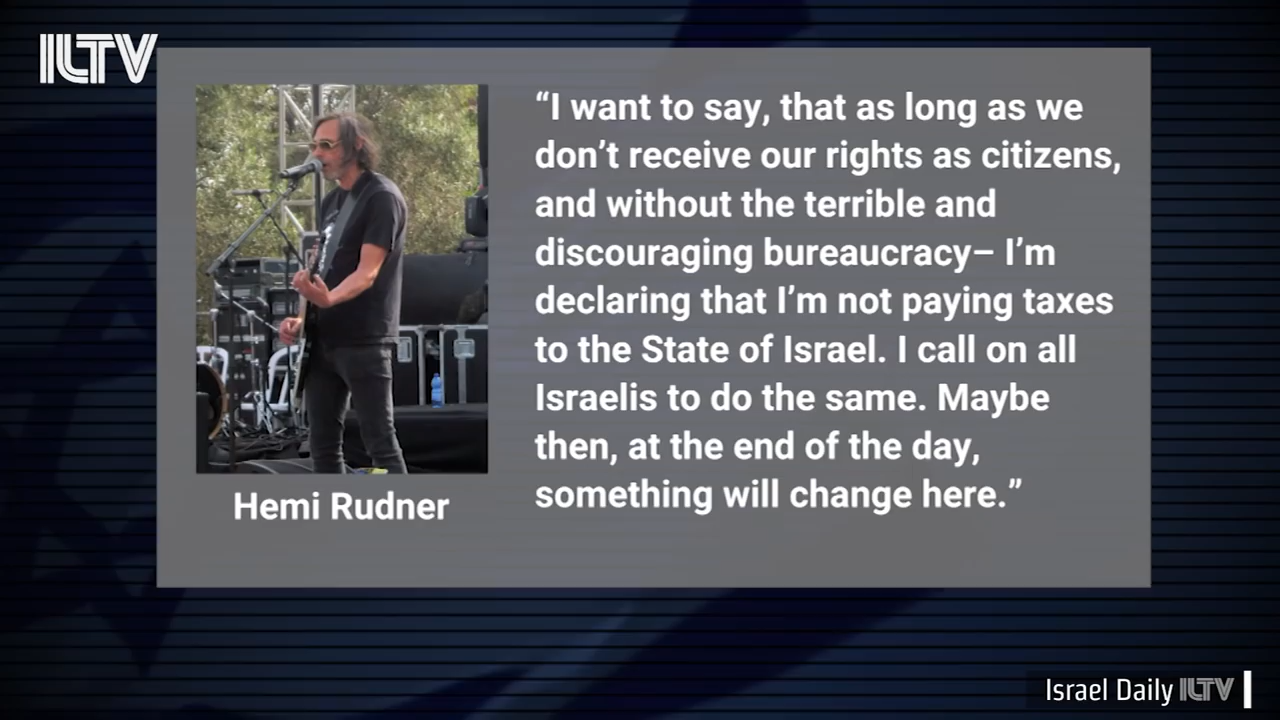 ILTV
“I want to say, that as long as we
don’t receive our rights as citizens,
and without the terrible and
discouraging bureaucracy– I’m
declaring that I’m not paying taxes
to the State of Israel. I call on all
Israelis to do the same. Maybe
then, at the end of the day,
something will change here.”
Hemi Rudner
Israel Daily ILTV